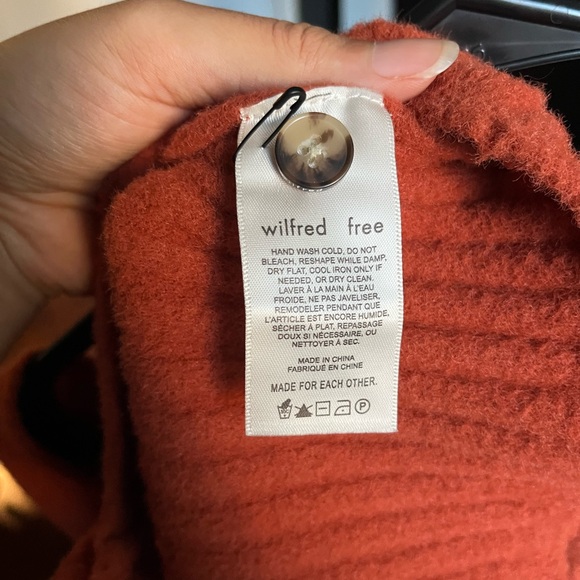 wilfred free
HAND WASH COLD, DO NOT
BLEACH, RESHAPE WHILE DAMP,
DRY FLAT, COOL IRON ONLY IF
NEEDED, OR DRY CLEAN.
LAVER À LA MAIN À L'EAU
FROIDE, NE PAS JAVELISER,
REMODELER PENDANT QUE
L'ARTICLE EST ENCORE HUMIDE,
SÉCHER À PLAT, REPASSAGE
DOUX SI NÉCESSAIRE, OU
NETTOYER À SEC.
MADE IN CHINA
FABRIQUÉ EN CHINE
MADE FOR EACH OTHER.
P